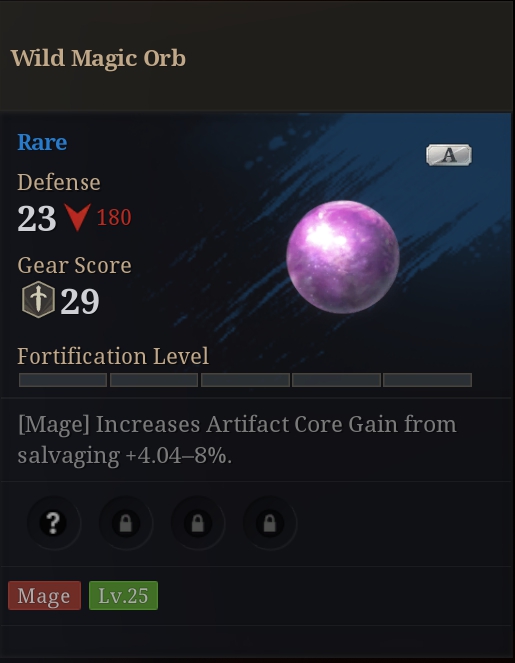 Wild Magic Orb
Rare
A
Defense
23 180
Gear Score
29
Fortification Level
[Mage] Increases Artifact Core Gain from
salvaging +4.04–8%.
?
Mage Lv.25